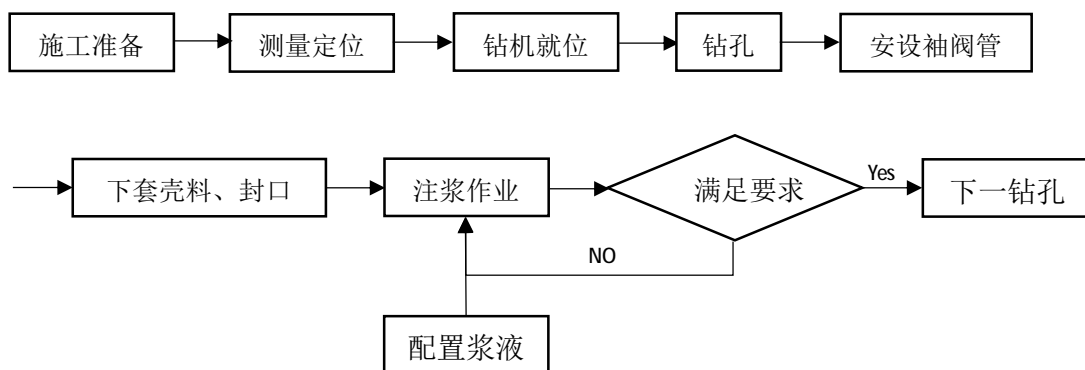 施工准备
测量定位
钻机就位
钻孔
安设袖阀管
下套壳料、封口
注浆作业
满足要求
Yes
下一钻孔
NO
配置浆液